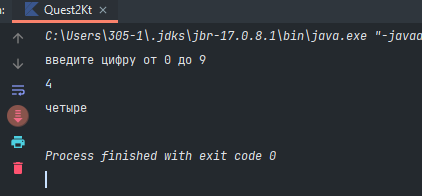 Quest2Kt
C:\Users\305-1\.jdks\jbr-17.0.8.1\bin\java.exe "-javaa
введите цифру от 0 до 9
4
четыре
Process finished with exit code 0